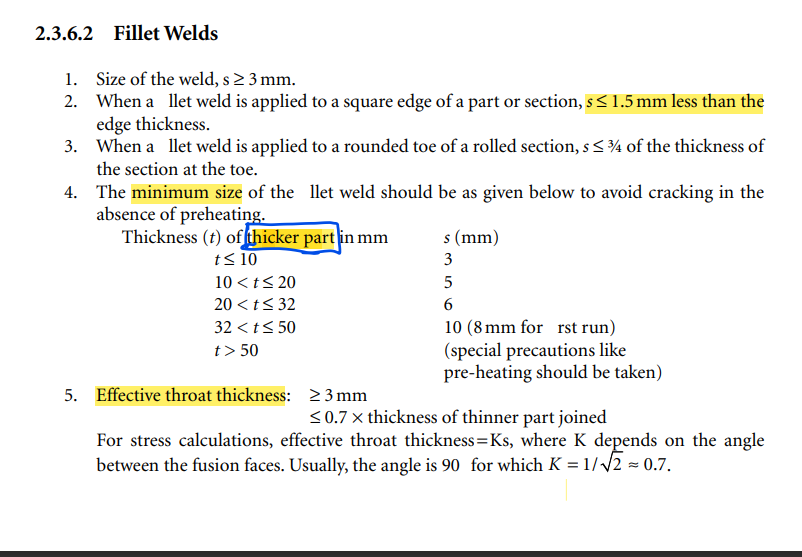 2.3.6.2 Fillet Welds
1. Size of the weld, s ≥ 3 mm.
2. When a llet weld is applied to a square edge of a part or section, s ≤ 1.5 mm less than the
edge thickness.
3. When a llet weld is applied to a rounded toe of a rolled section, s ≤ ¾ of the thickness of
the section at the toe.
4. The minimum size of the llet weld should be as given below to avoid cracking in the
absence of preheating.
Thickness (t) of thicker part in mm s (mm)
t ≤ 10 3
10 < t ≤ 20 5
20 < t ≤ 32 6
32 < t ≤ 50 10 (8 mm for rst run)
t > 50 (special precautions like
pre-heating should be taken)
5. Effective throat thickness: ≥ 3 mm
≤ 0.7 × thickness of thinner part joined
For stress calculations, effective throat thickness = Ks, where K depends on the angle
between the fusion faces. Usually, the angle is 90 for which K = 1/√2 ≈ 0.7.